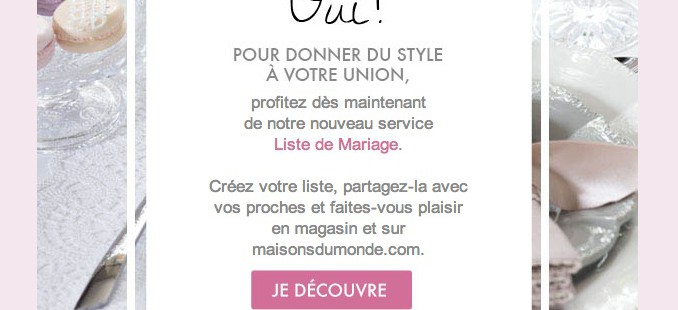 Oui!
POUR DONNER DU STYLE
À VOTRE UNION,
profitez dès maintenant
de notre nouveau service
Liste de Mariage.
Créez votre liste, partagez-la avec
vos proches et faites-vous plaisir
en magasin et sur
maisonsdumonde.com.
JE DÉCOUVRE